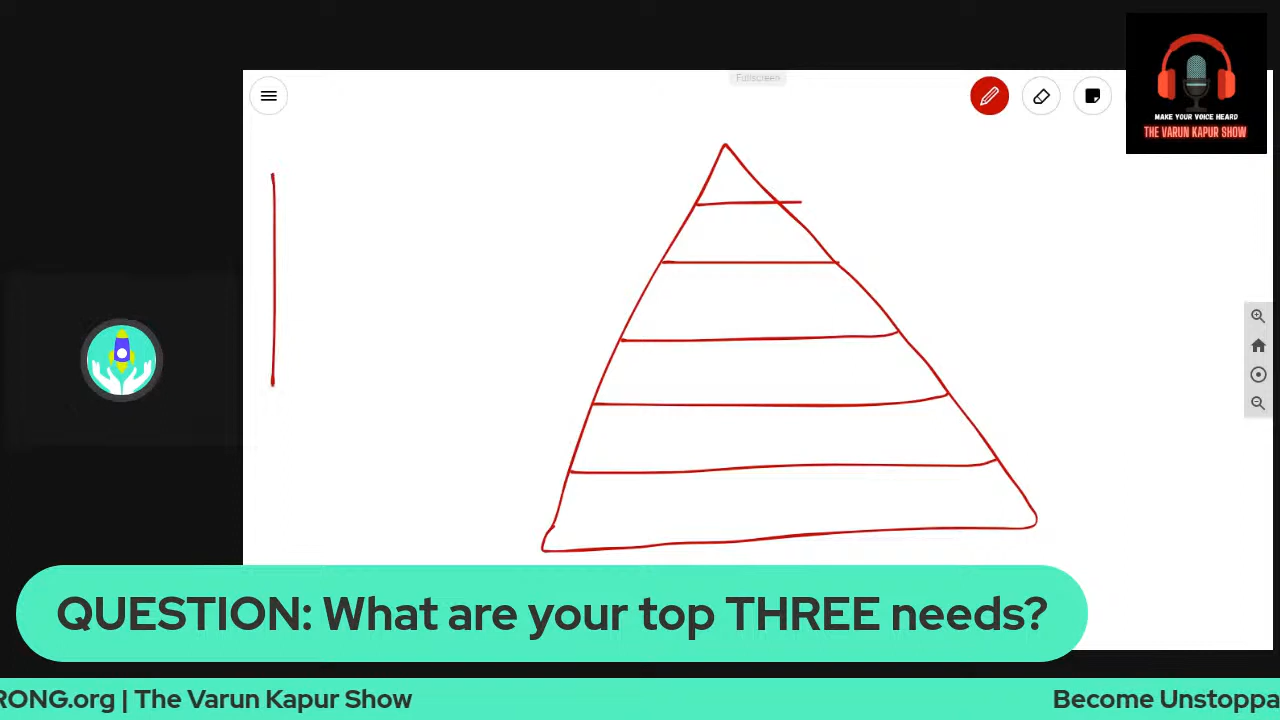 Fullscreen
MAKE YOUR VOICE HEARD
THE VARUN KAPUR SHOW
QUESTION: What are your top THREE needs?
RONG.org | The Varun Kapur Show
Become Unstoppa